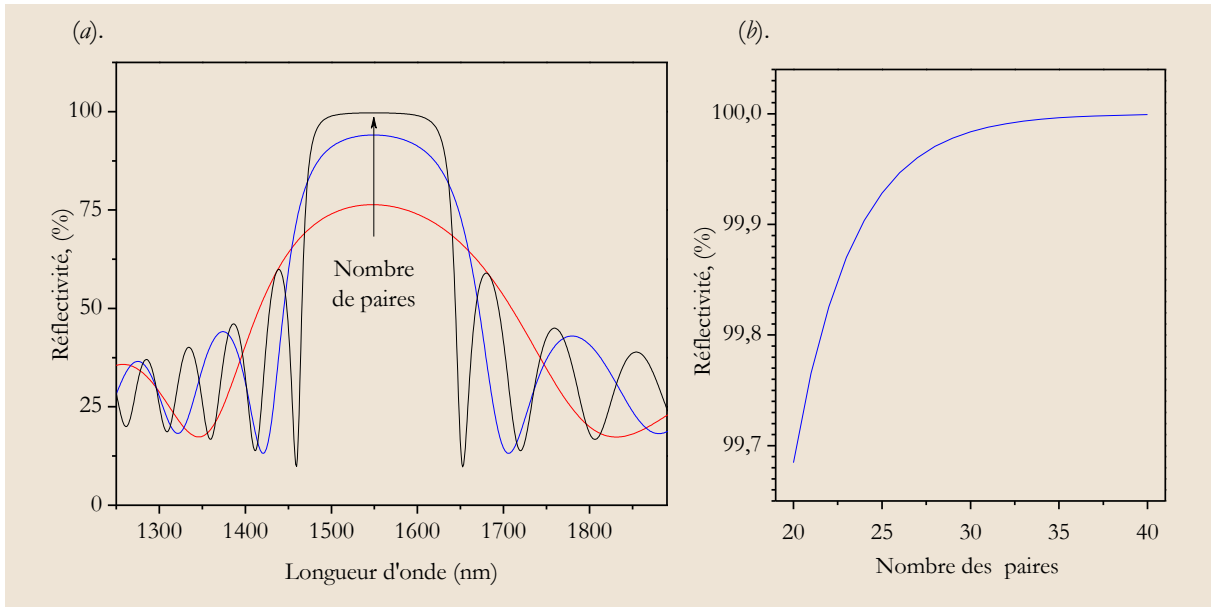 (a).
100
75
50
25
0
Réflectivité, (%)
Nombre
de paires
1300 1400 1500 1600 1700 1800
Longueur d'onde (nm)
(b).
100,0
99,9
99,8
99,7
Réflectivité, (%)
20 25 30 35 40
Nombre des paires